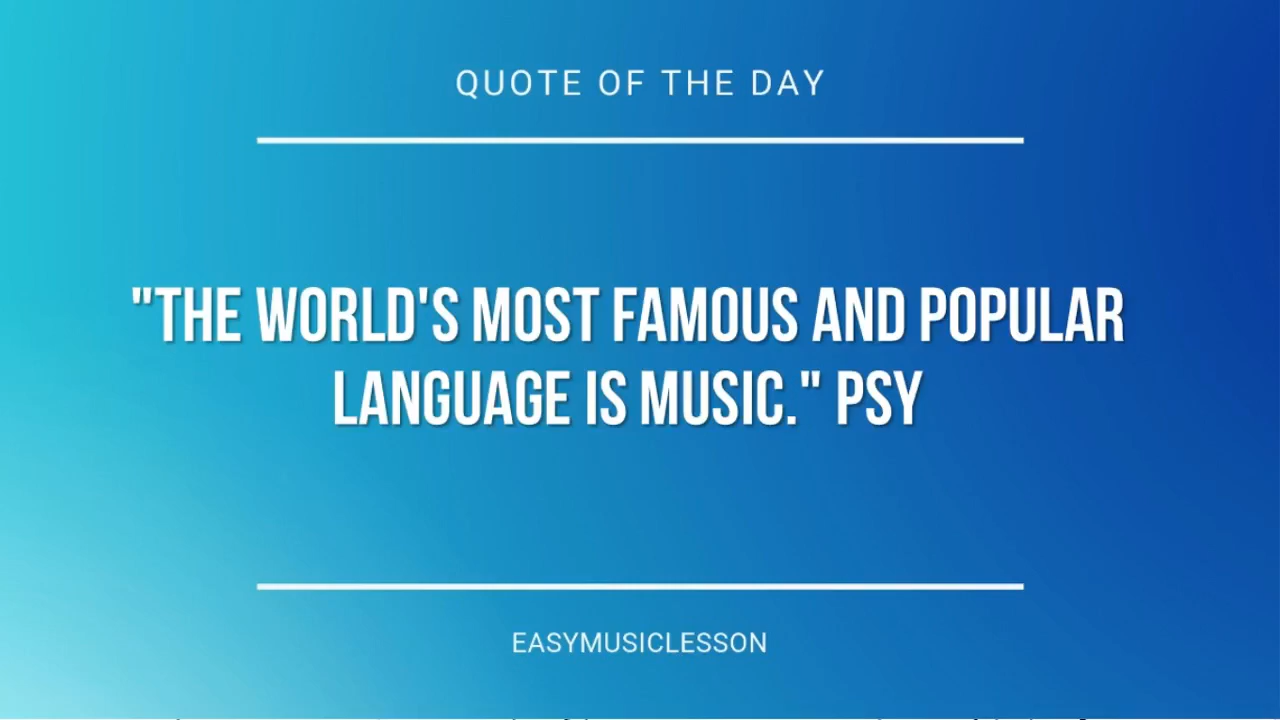 QUOTE OF THE DAY
"THE WORLD'S MOST FAMOUS AND POPULAR
LANGUAGE IS MUSIC." PSY
EASYMUSICLESSON